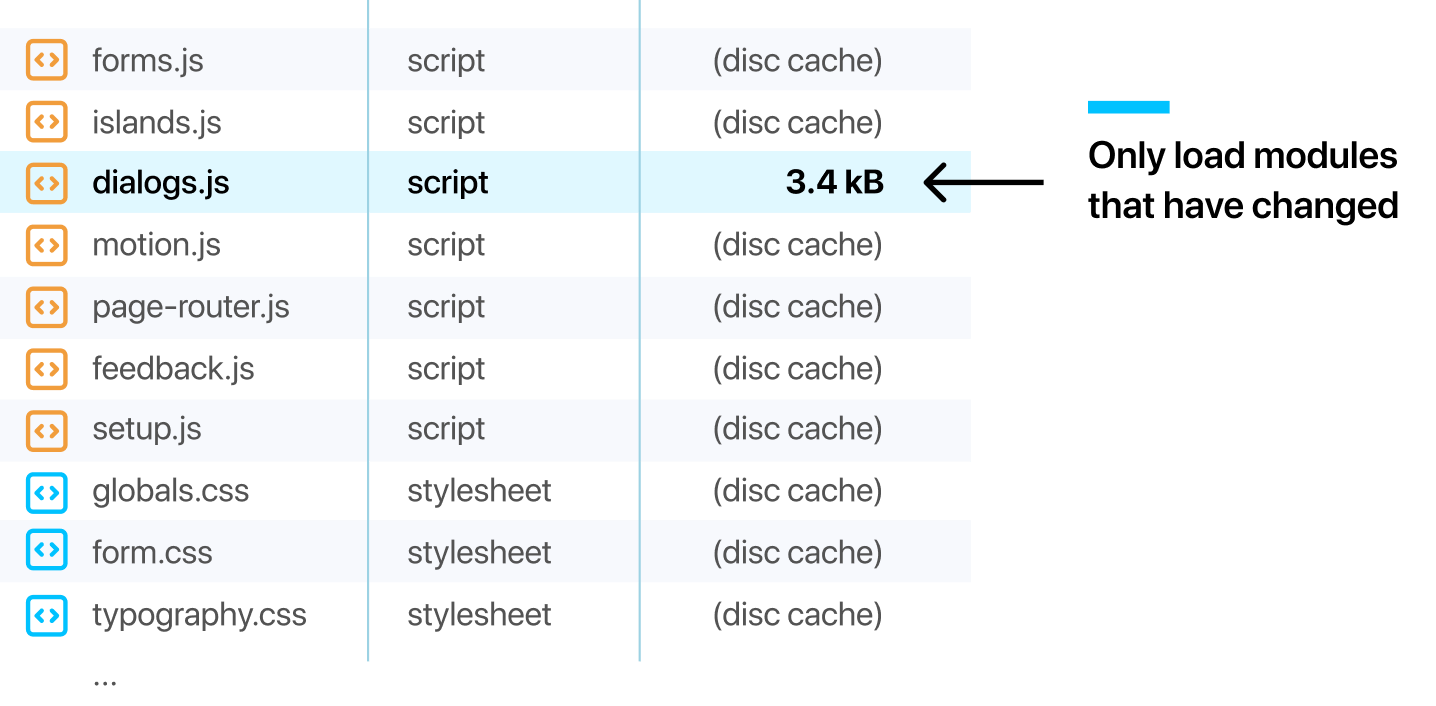 forms.js script (disc cache)
islands.js script (disc cache)
dialogs.js script 3.4 kB
Only load modules
that have changed
motion.js script (disc cache)
page-router.js script (disc cache)
feedback.js script (disc cache)
setup.js script (disc cache)
globals.css stylesheet (disc cache)
form.css stylesheet (disc cache)
typography.css stylesheet (disc cache)
...